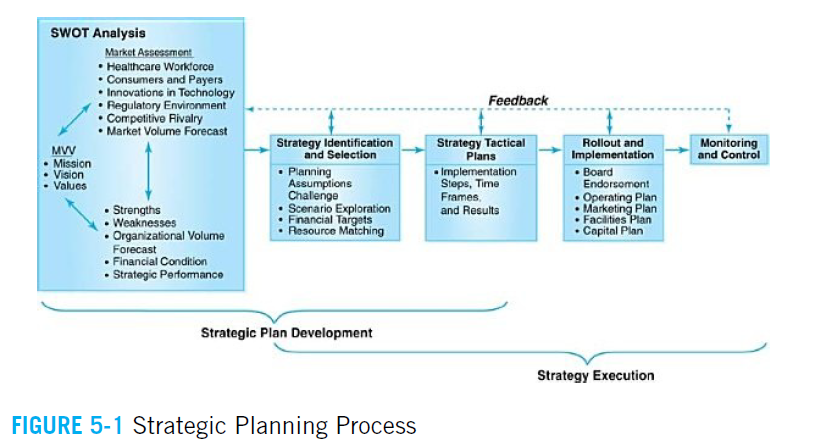 SWOT Analysis
Market Assessment
• Healthcare Workforce
• Consumers and Payers
• Innovations in Technology
• Regulatory Environment
• Competitive Rivalry
• Market Volume Forecast
MVV
• Mission
• Vision
• Values
• Strengths
• Weaknesses
• Organizational Volume
Forecast
• Financial Condition
• Strategic Performance
Feedback
Strategy Identification
and Selection
• Planning
Assumptions
Challenge
• Scenario Exploration
• Financial Targets
• Resource Matching
Strategy Tactical
Plans
• Implementation
Steps, Time
Frames,
and Results
Rollout and
Implementation
• Board
Endorsement
• Operating Plan
• Marketing Plan
• Facilities Plan
• Capital Plan
Monitoring
and Control
Strategic Plan Development
Strategy Execution
FIGURE 5-1 Strategic Planning Process